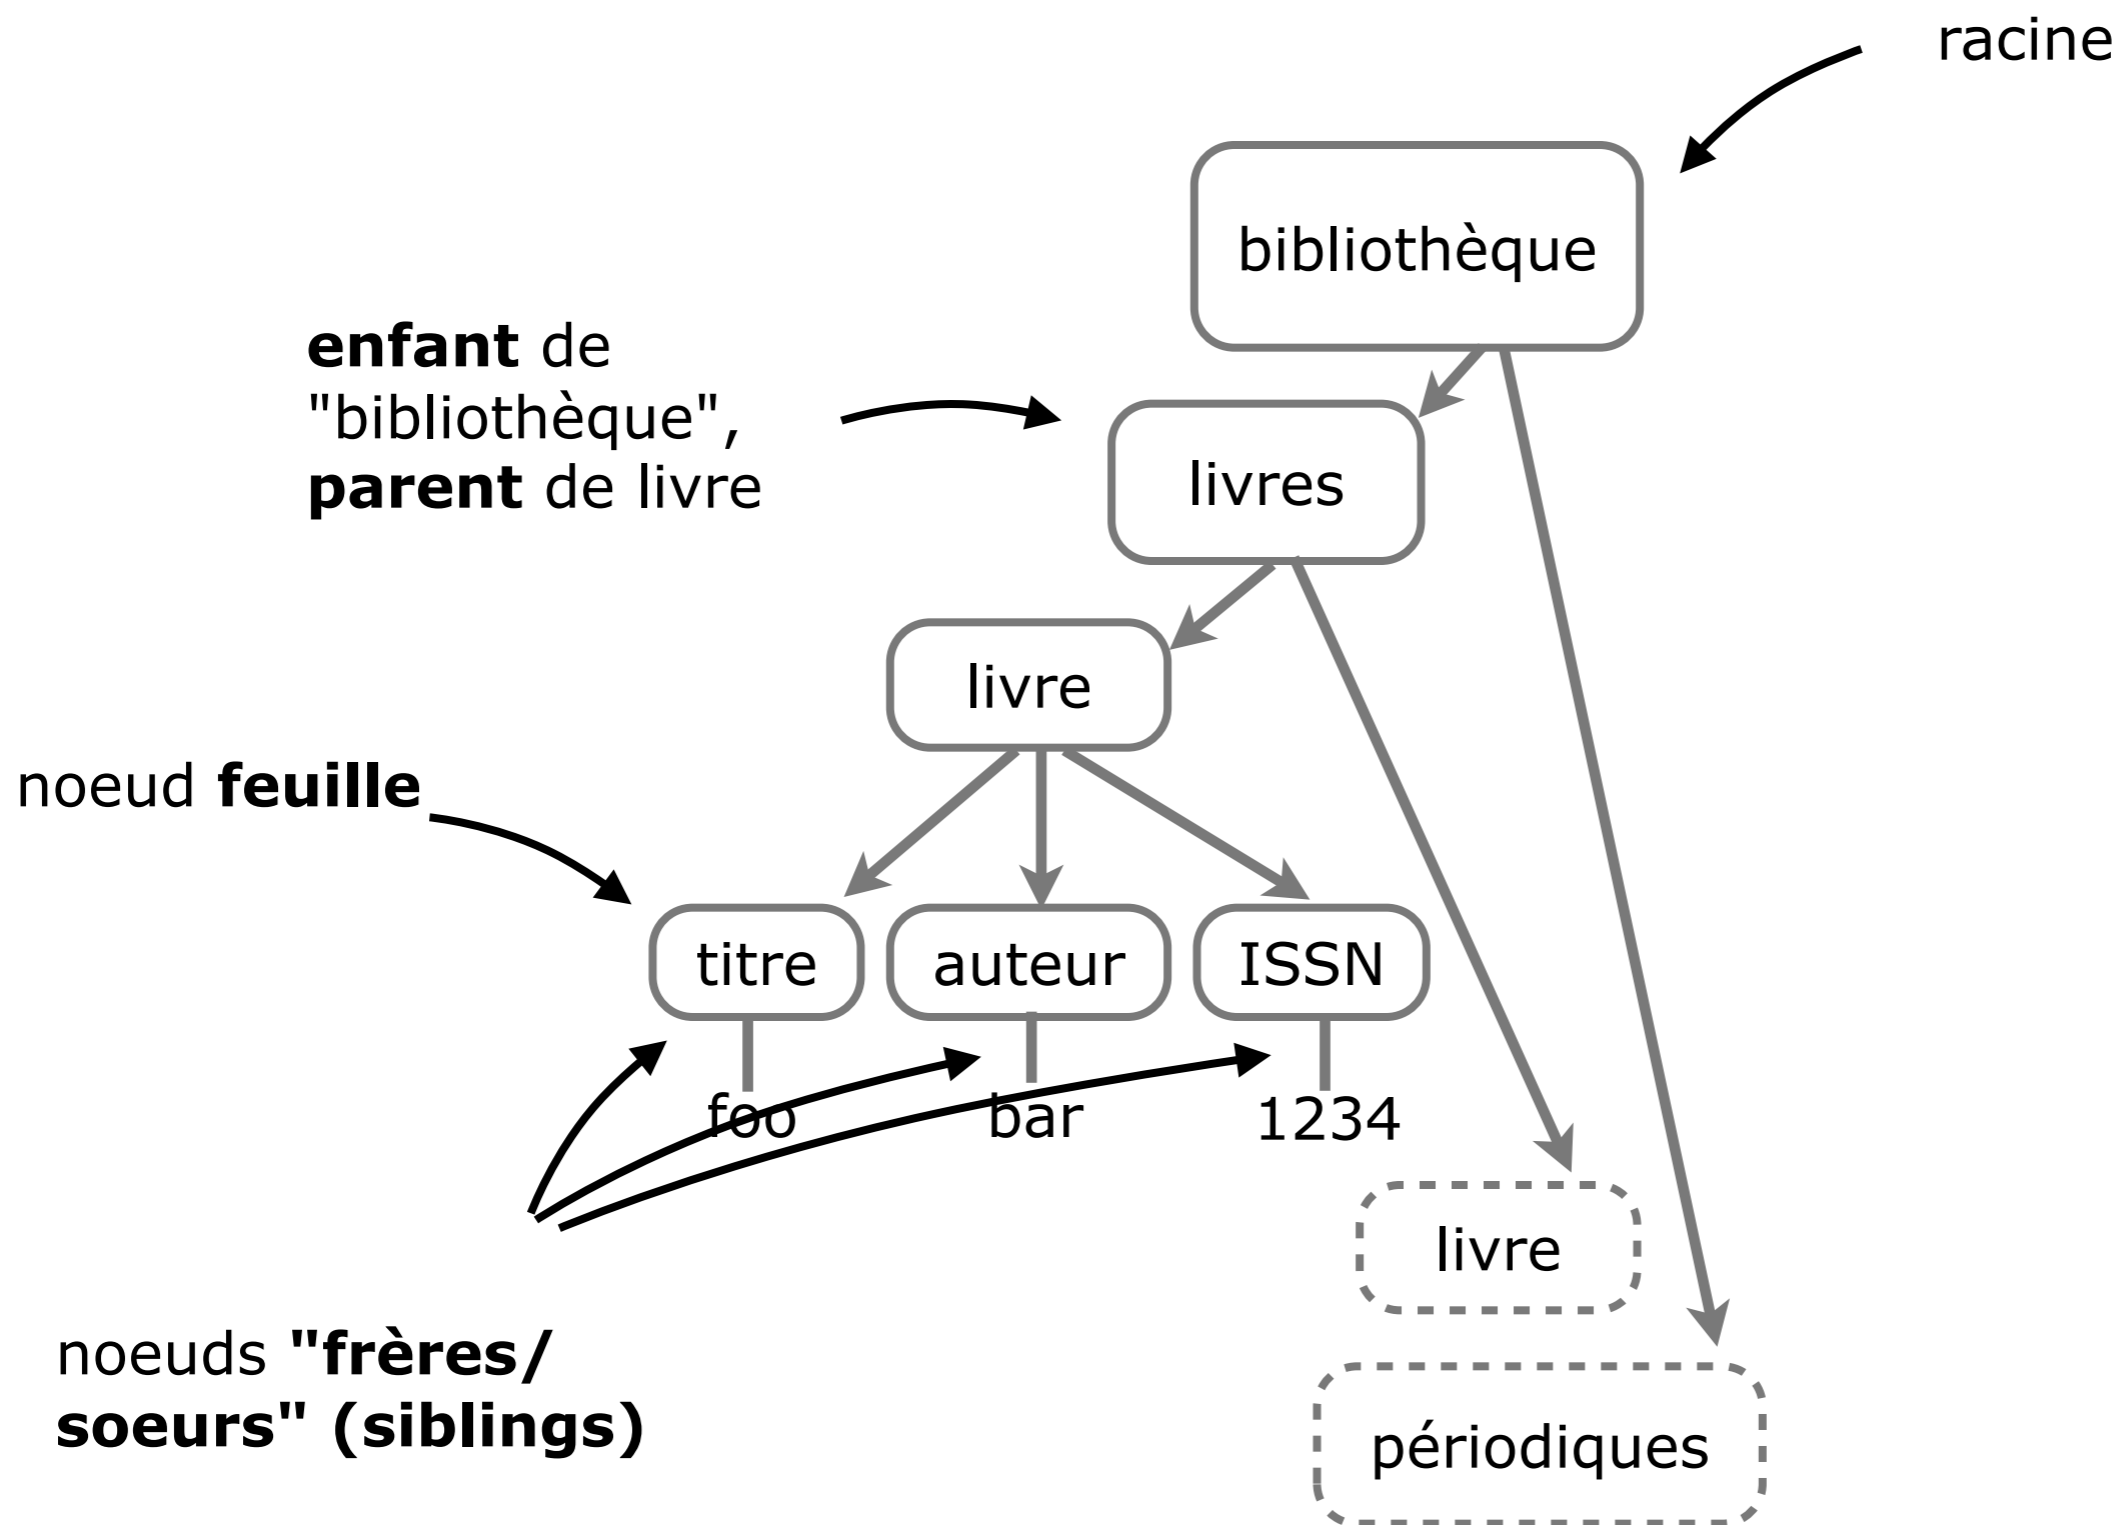 racine
bibliothèque
enfant de
"bibliothèque",
parent de livre
livres
livre
noeud feuille
titre
auteur
ISSN
foo
bar
1234
livre
noeuds "frères/
soeurs" (siblings)
périodiques